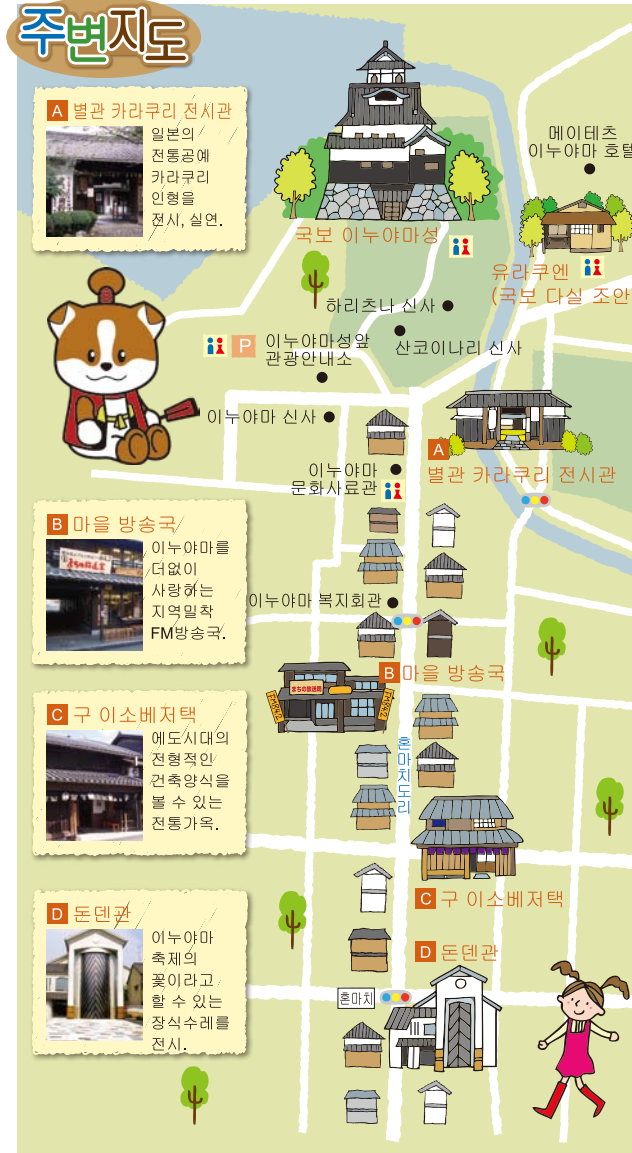 주변지도
A 별관 카라쿠리 전시관
일본의
전통공예
카라쿠리
인형을
전시, 실연.
메이테츠
이누야마 호텔
국보 이누야마성
유라쿠엔
(국보 다실 조안
하리츠나 신사
산코이나리 신사
P
이누야마성앞
관광안내소
이누야마 신사
A
별관 카라쿠리 전시관
이누야마
문화사료관
B 마을 방송국
이누야마를
더없이
사랑하는
지역밀착
FM방송국.
이누야마 복지회관
B 마을 방송국
まちの放送局
혼마치도리
C 구 이소베저택
에도시대의
전형적인
건축양식을
볼 수 있는
전통가옥.
C 구 이소베저택
D 돈덴관
이누야마
축제의
꽃이라고
할 수 있는
장식수레를
전시.
D 돈덴관
혼마치